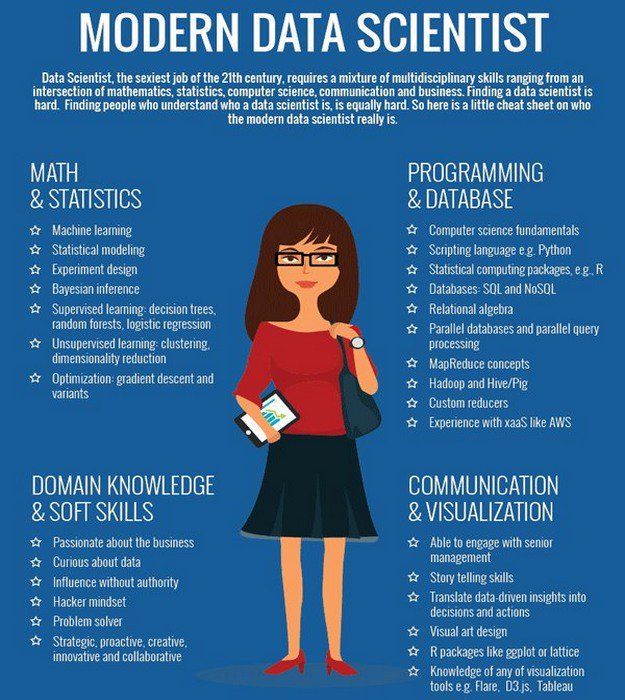 MODERN DATA SCIENTIST
Data Scientist, the sexiest job of the 21th century, requires a mixture of multidisciplinary skills ranging from an
intersection of mathematics, statistics, computer science, communication and business. Finding a data scientist is
hard. Finding people who understand who a data scientist is, is equally hard. So here is a little cheat sheet on who
the modern data scientist really is.
MATH
& STATISTICS
Machine learning
Statistical modeling
Experiment design
Bayesian inference
Supervised learning: decision trees,
random forests, logistic regression
Unsupervised learning: clustering,
dimensionality reduction
Optimization: gradient descent and
variants
PROGRAMMING
& DATABASE
Computer science fundamentals
Scripting language e.g. Python
Statistical computing packages, e.g., R
Databases: SQL and NoSQL
Relational algebra
Parallel databases and parallel query
processing
MapReduce concepts
Hadoop and Hive/Pig
Custom reducers
Experience with xaaS like AWS
DOMAIN KNOWLEDGE
& SOFT SKILLS
Passionate about the business
Curious about data
Influence without authority
Hacker mindset
Problem solver
Strategic, proactive, creative,
innovative and collaborative
COMMUNICATION
& VISUALIZATION
Able to engage with senior
management
Story telling skills
Translate data-driven insights into
decisions and actions
Visual art design
R packages like ggplot or lattice
Knowledge of any of visualization
tools e.g. Flare, D3.js, Tableau